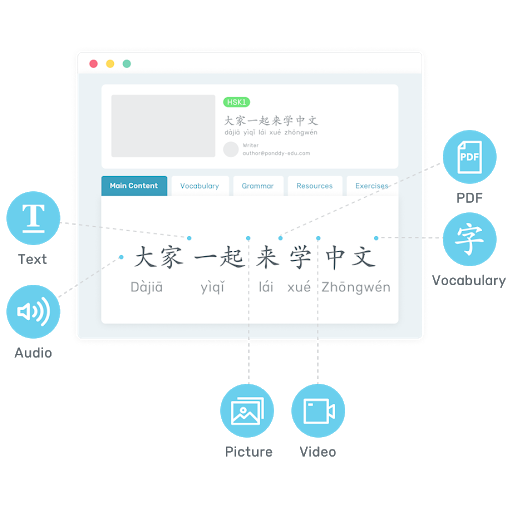 HSK1
大家一起来学中文
dàjiā yìqǐ lái xué zhōngwén
Writer
author@ponddy-edu.com
Main Content Vocabulary Grammar Resources Exercises
大家 一起 来 学 中文
Dàjiā yìqǐ lái xué Zhōngwén
T
Text
Audio
PDF
PDF
字
Vocabulary
Picture
Video